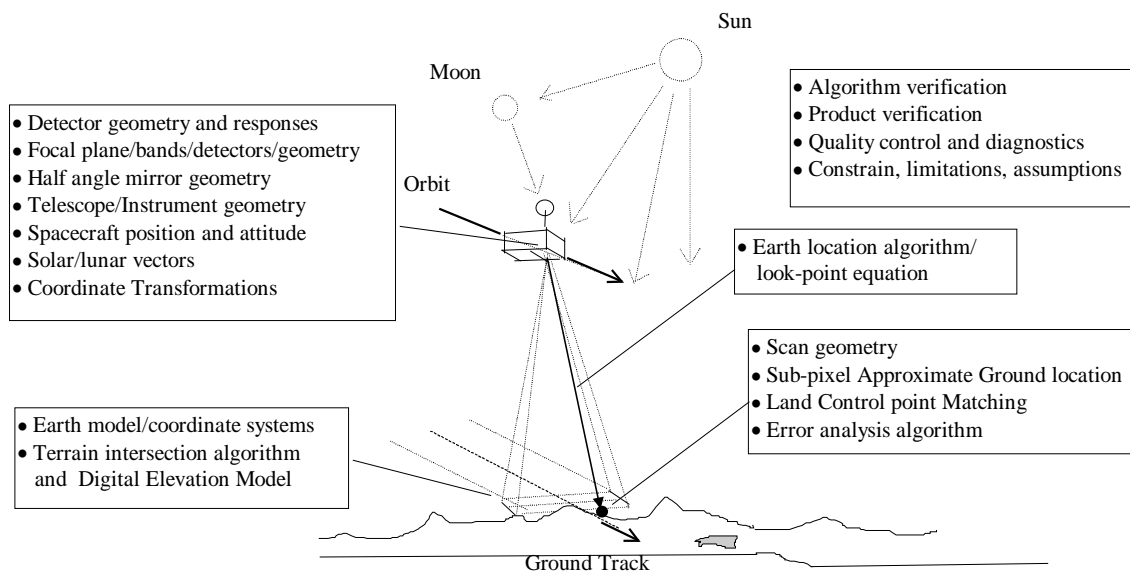 Sun
Moon
• Algorithm verification
• Product verification
• Quality control and diagnostics
• Constrain, limitations, assumptions
• Detector geometry and responses
• Focal plane/bands/detectors/geometry
• Half angle mirror geometry
• Telescope/Instrument geometry
• Spacecraft position and attitude
• Solar/lunar vectors
• Coordinate Transformations
Orbit
• Earth location algorithm/
look-point equation
• Scan geometry
• Sub-pixel Approximate Ground location
• Land Control point Matching
• Error analysis algorithm
• Earth model/coordinate systems
• Terrain intersection algorithm
and Digital Elevation Model
Ground Track